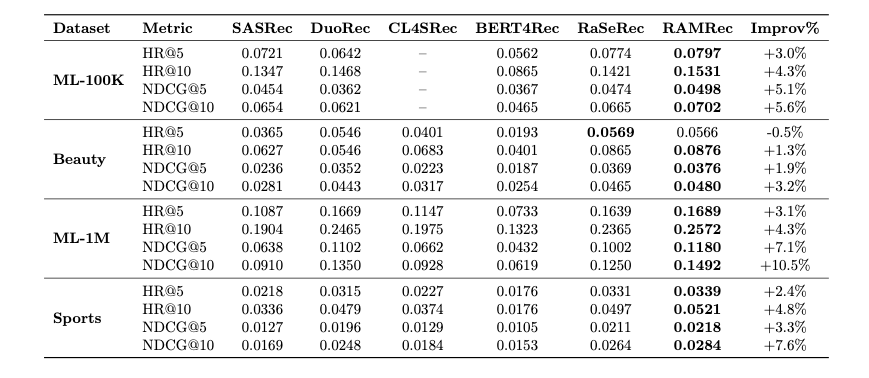 Dataset Metric SASRec DuoRec CL4SRec BERT4Rec RaSeRec RAMRec Improv%
ML-100K
HR@5 0.0721 0.0642 – 0.0562 0.0774 0.0797 +3.0%
HR@10 0.1347 0.1468 – 0.0865 0.1421 0.1531 +4.3%
NDCG@5 0.0454 0.0362 – 0.0367 0.0474 0.0498 +5.1%
NDCG@10 0.0654 0.0621 – 0.0465 0.0665 0.0702 +5.6%
Beauty
HR@5 0.0365 0.0546 0.0401 0.0193 0.0569 0.0566 -0.5%
HR@10 0.0627 0.0546 0.0683 0.0401 0.0865 0.0876 +1.3%
NDCG@5 0.0236 0.0352 0.0223 0.0187 0.0369 0.0376 +1.9%
NDCG@10 0.0281 0.0443 0.0317 0.0254 0.0465 0.0480 +3.2%
ML-1M
HR@5 0.1087 0.1669 0.1147 0.0733 0.1639 0.1689 +3.1%
HR@10 0.1904 0.2465 0.1975 0.1323 0.2365 0.2572 +4.3%
NDCG@5 0.0638 0.1102 0.0662 0.0432 0.1002 0.1180 +7.1%
NDCG@10 0.0910 0.1350 0.0928 0.0619 0.1250 0.1492 +10.5%
Sports
HR@5 0.0218 0.0315 0.0227 0.0176 0.0331 0.0339 +2.4%
HR@10 0.0336 0.0479 0.0374 0.0176 0.0497 0.0521 +4.8%
NDCG@5 0.0127 0.0196 0.0129 0.0105 0.0211 0.0218 +3.3%
NDCG@10 0.0169 0.0248 0.0184 0.0153 0.0264 0.0284 +7.6%